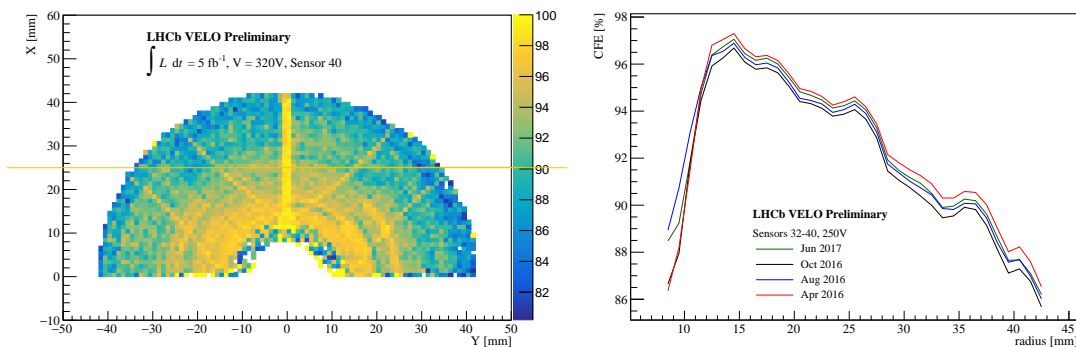 X [mm]
60
50
40
30
20
10
0
−10
−50 −40 −30 −20 −10 0 10 20 30 40 50
Y [mm]
LHCb VELO Preliminary
∫ L dt = 5 fb⁻¹, V = 320V, Sensor 40
100
98
96
94
92
90
88
86
84
82
CFE [%]
98
96
94
92
90
88
86
10 15 20 25 30 35 40 45
radius [mm]
LHCb VELO Preliminary
Sensors 32-40, 250V
Jun 2017
Oct 2016
Aug 2016
Apr 2016